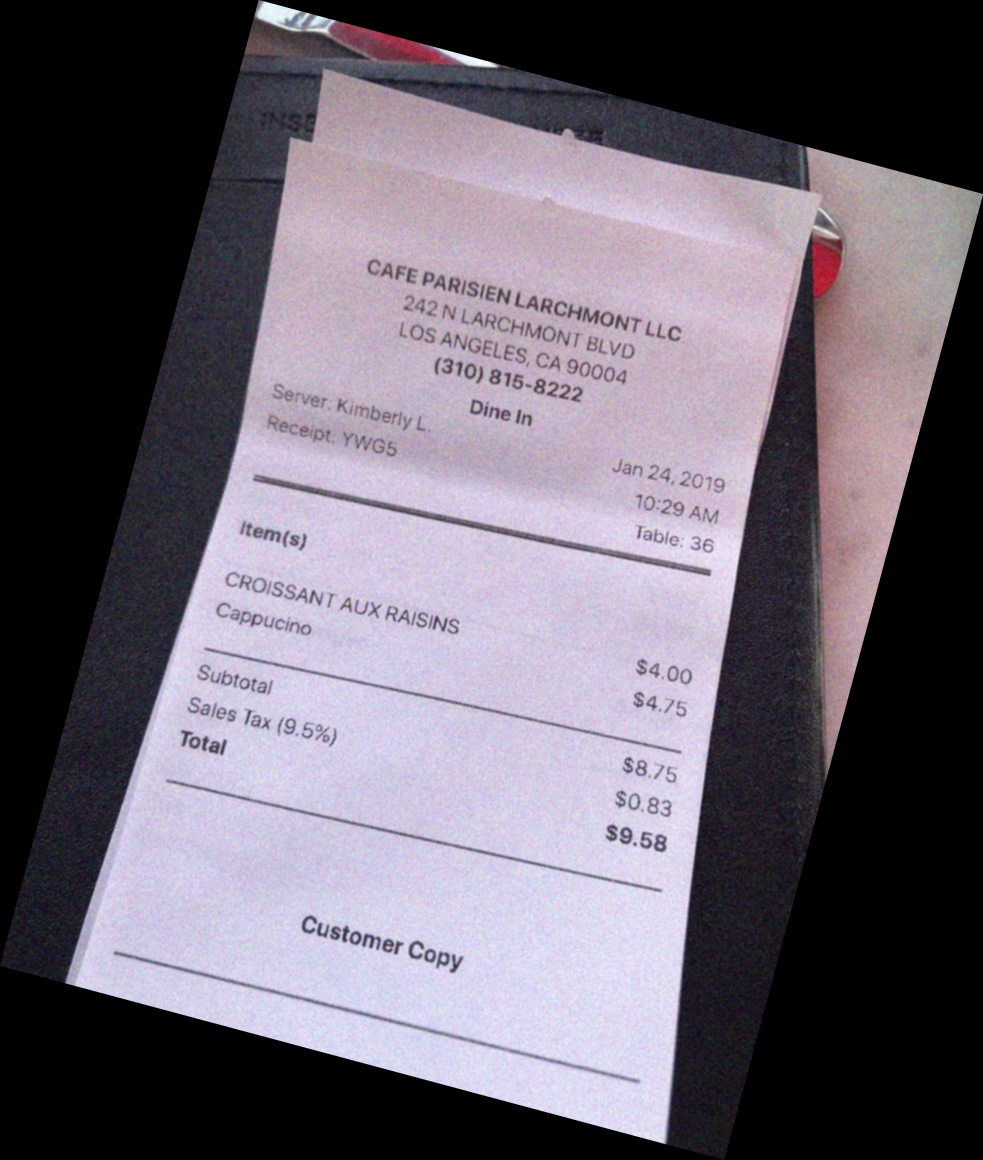 CAFE PARISIEN LARCHMONT LLC
242 N LARCHMONT BLVD
LOS ANGELES, CA 90004
(310) 815-8222
Dine In
Server: Kimberly L.
Receipt: YWG5
Jan 24, 2019
10:29 AM
Table: 36
Item(s)
CROISSANT AUX RAISINS $4.00
Cappucino $4.75
Subtotal $8.75
Sales Tax (9.5%) $0.83
Total $9.58
Customer Copy